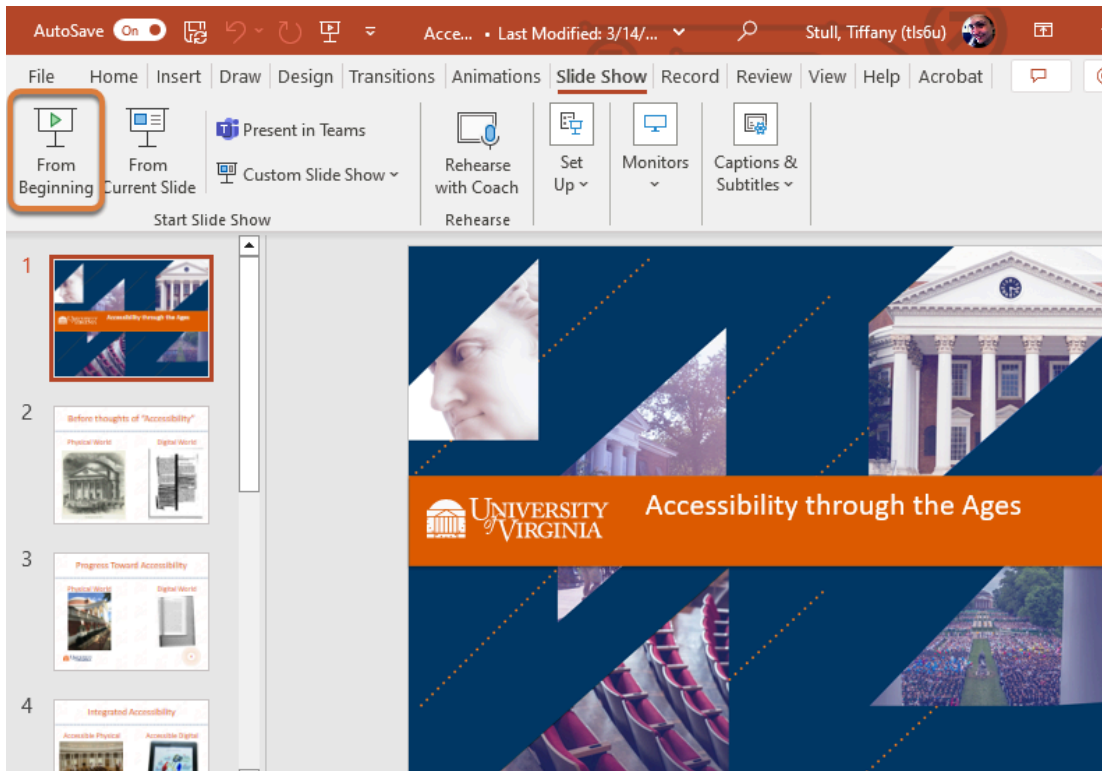 AutoSave On Acce... • Last Modified: 3/14/... Stull, Tiffany (tls6u)
File Home Insert Draw Design Transitions Animations Slide Show Record Review View Help Acrobat
From Beginning
From Current Slide
Present in Teams
Custom Slide Show
Start Slide Show
Rehearse with Coach
Rehearse
Set Up
Monitors
Captions & Subtitles
1
Accessibility through the Ages
2
Before thoughts of "Accessibility"
Physical World Digital World
3
Progress Toward Accessibility
Physical World Digital World
4
Integrated Accessibility
Accessible Physical Accessible Digital
UNIVERSITY of VIRGINIA
Accessibility through the Ages